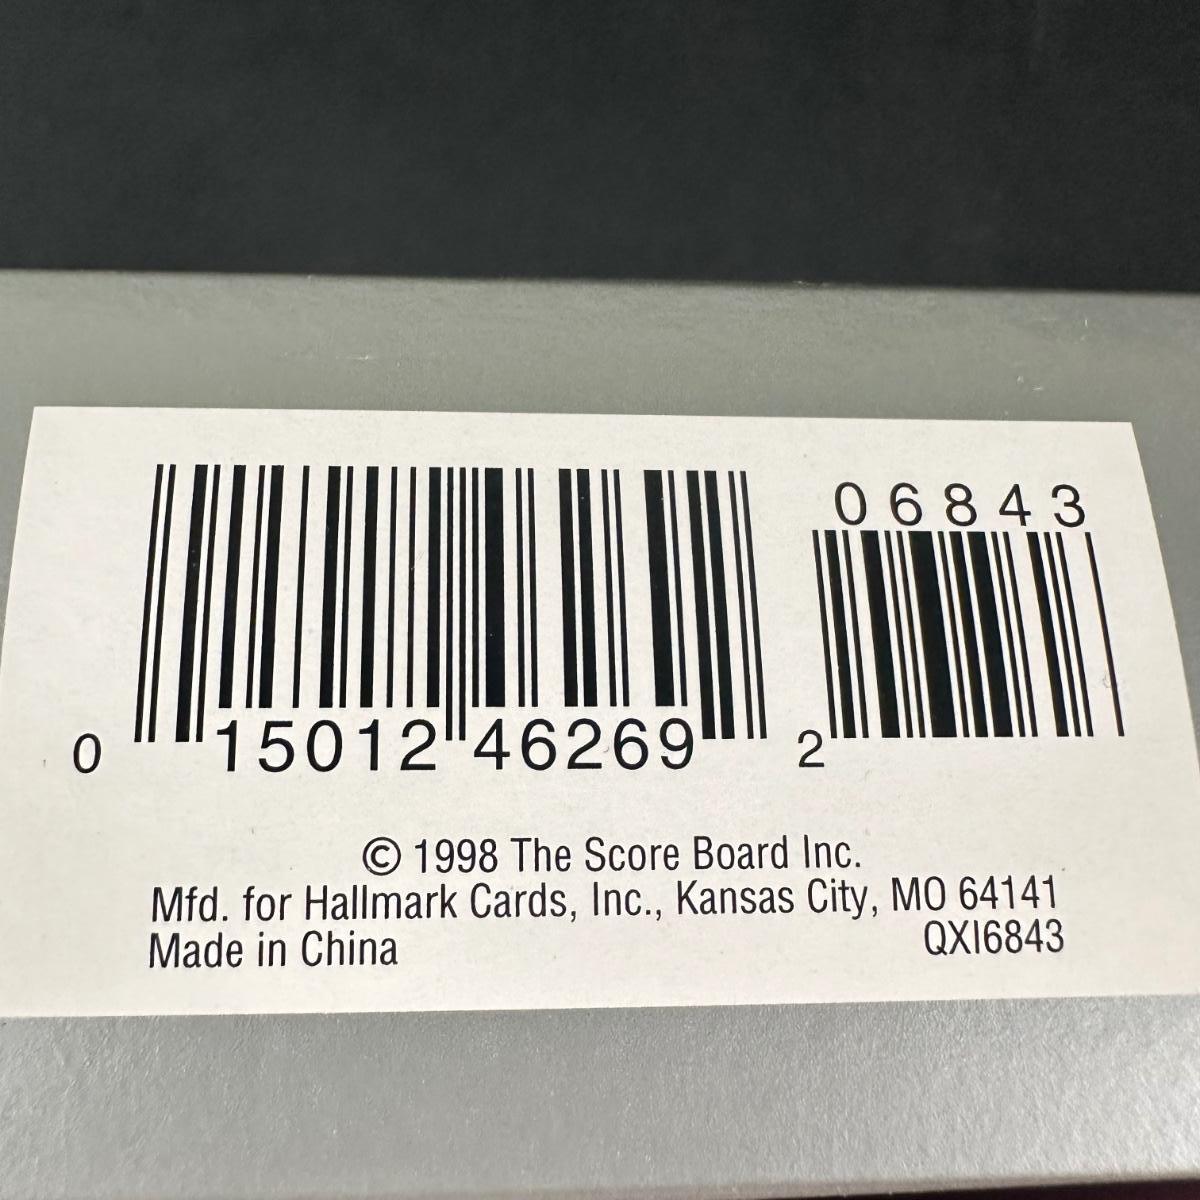 06843
0 15012 46269 2
© 1998 The Score Board Inc.
Mfd. for Hallmark Cards, Inc., Kansas City, MO 64141
Made in China QXI6843